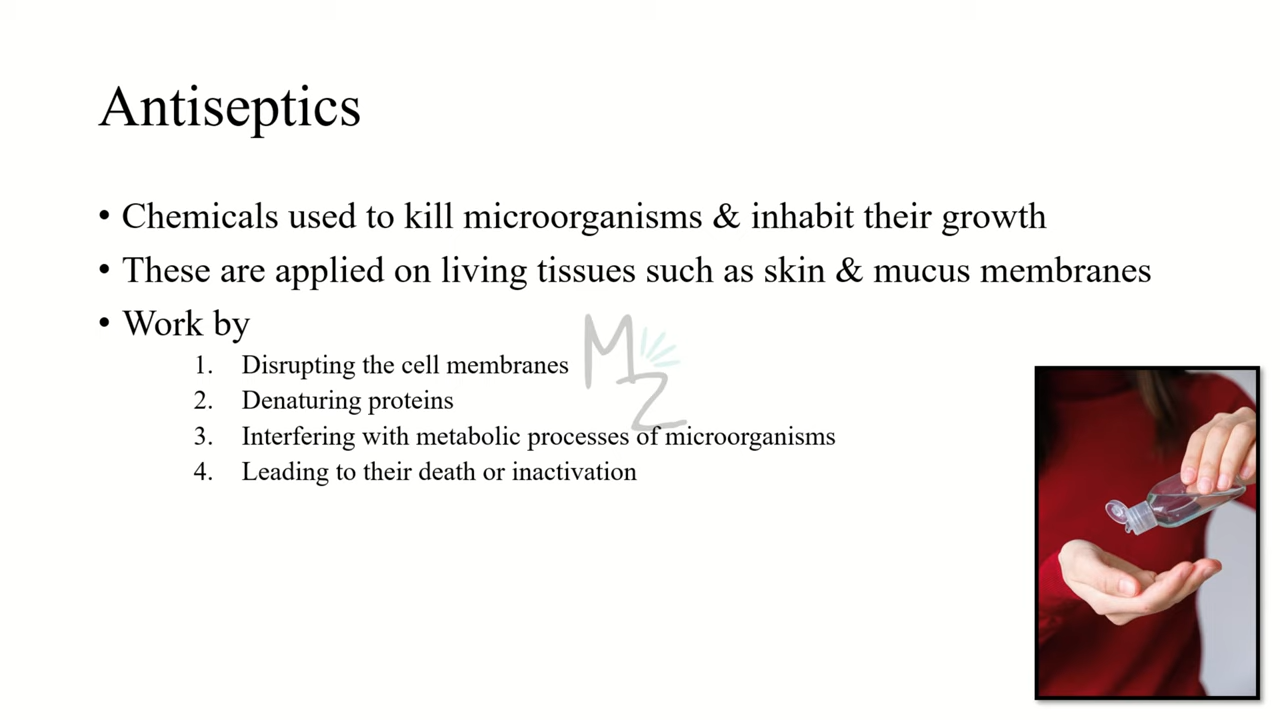 Antiseptics
• Chemicals used to kill microorganisms & inhabit their growth
• These are applied on living tissues such as skin & mucus membranes
• Work by
1. Disrupting the cell membranes
2. Denaturing proteins
3. Interfering with metabolic processes of microorganisms
4. Leading to their death or inactivation
MZ